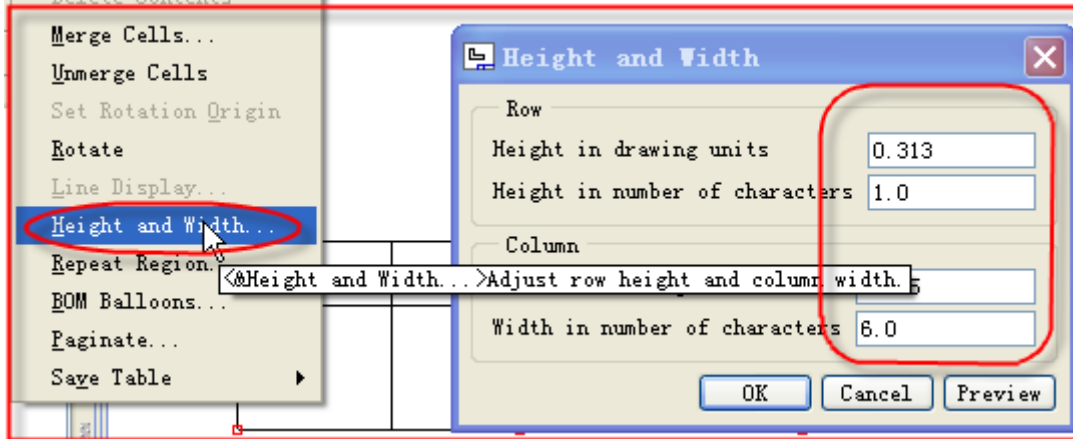 Delete Contents
Merge Cells...
Unmerge Cells
Set Rotation Origin
Rotate
Line Display...
Height and Width...
Repeat Region.
BOM Balloons...
Paginate...
Save Table
<&Height and Width...>Adjust row height and column width.
Height and Width
Row
Height in drawing units
0.313
Height in number of characters
1.0
Column
Width in number of characters
6.0
OK
Cancel
Preview